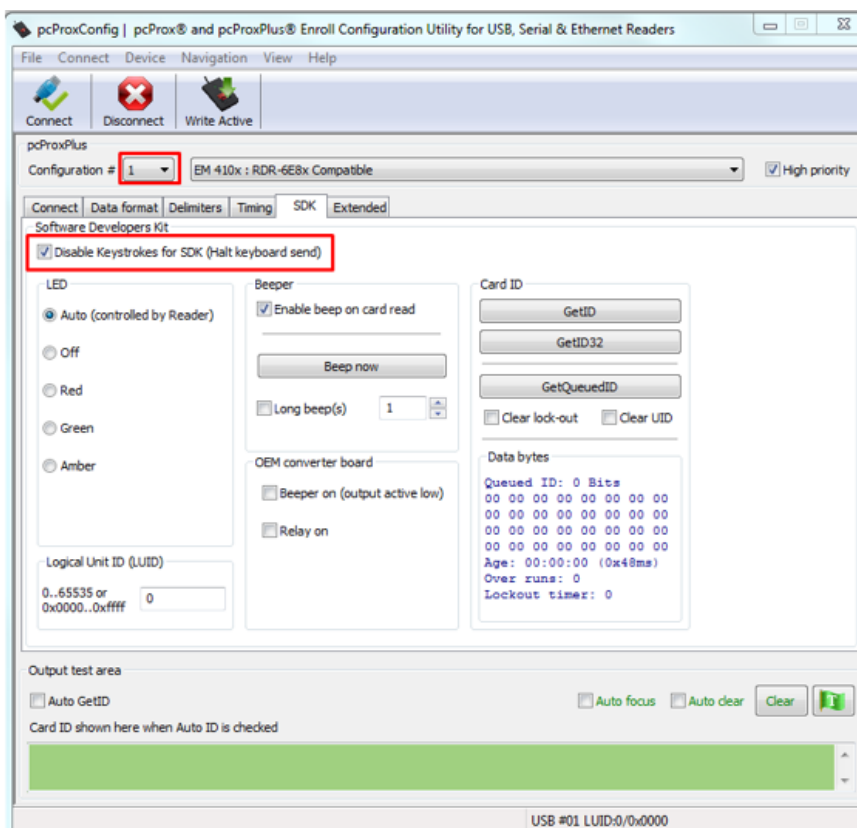 pcProxConfig | pcProx® and pcProxPlus® Enroll Configuration Utility for USB, Serial & Ethernet Readers
File Connect Device Navigation View Help
Connect Disconnect Write Active
pcProxPlus
Configuration # 1 EM 410x : RDR-6E8x Compatible High priority
Connect Data format Delimiters Timing SDK Extended
Software Developers Kit
Disable Keystrokes for SDK (Halt keyboard send)
LED
Auto (controlled by Reader)
Off
Red
Green
Amber
Logical Unit ID (LUID)
0..65535 or
0x0000..0xffff
0
Beeper
Enable beep on card read
Beep now
Long beep(s) 1
OEM converter board
Beeper on (output active low)
Relay on
Card ID
GetID
GetID32
GetQueuedID
Clear lock-out Clear UID
Data bytes
Queued ID: 0 Bits
00 00 00 00 00 00 00 00
00 00 00 00 00 00 00 00
00 00 00 00 00 00 00 00
00 00 00 00 00 00 00 00
Age: 00:00:00 (0x48ms)
Over runs: 0
Lockout timer: 0
Output test area
Auto GetID Auto focus Auto clear Clear
Card ID shown here when Auto ID is checked
USB #01 LUID:0/0x0000